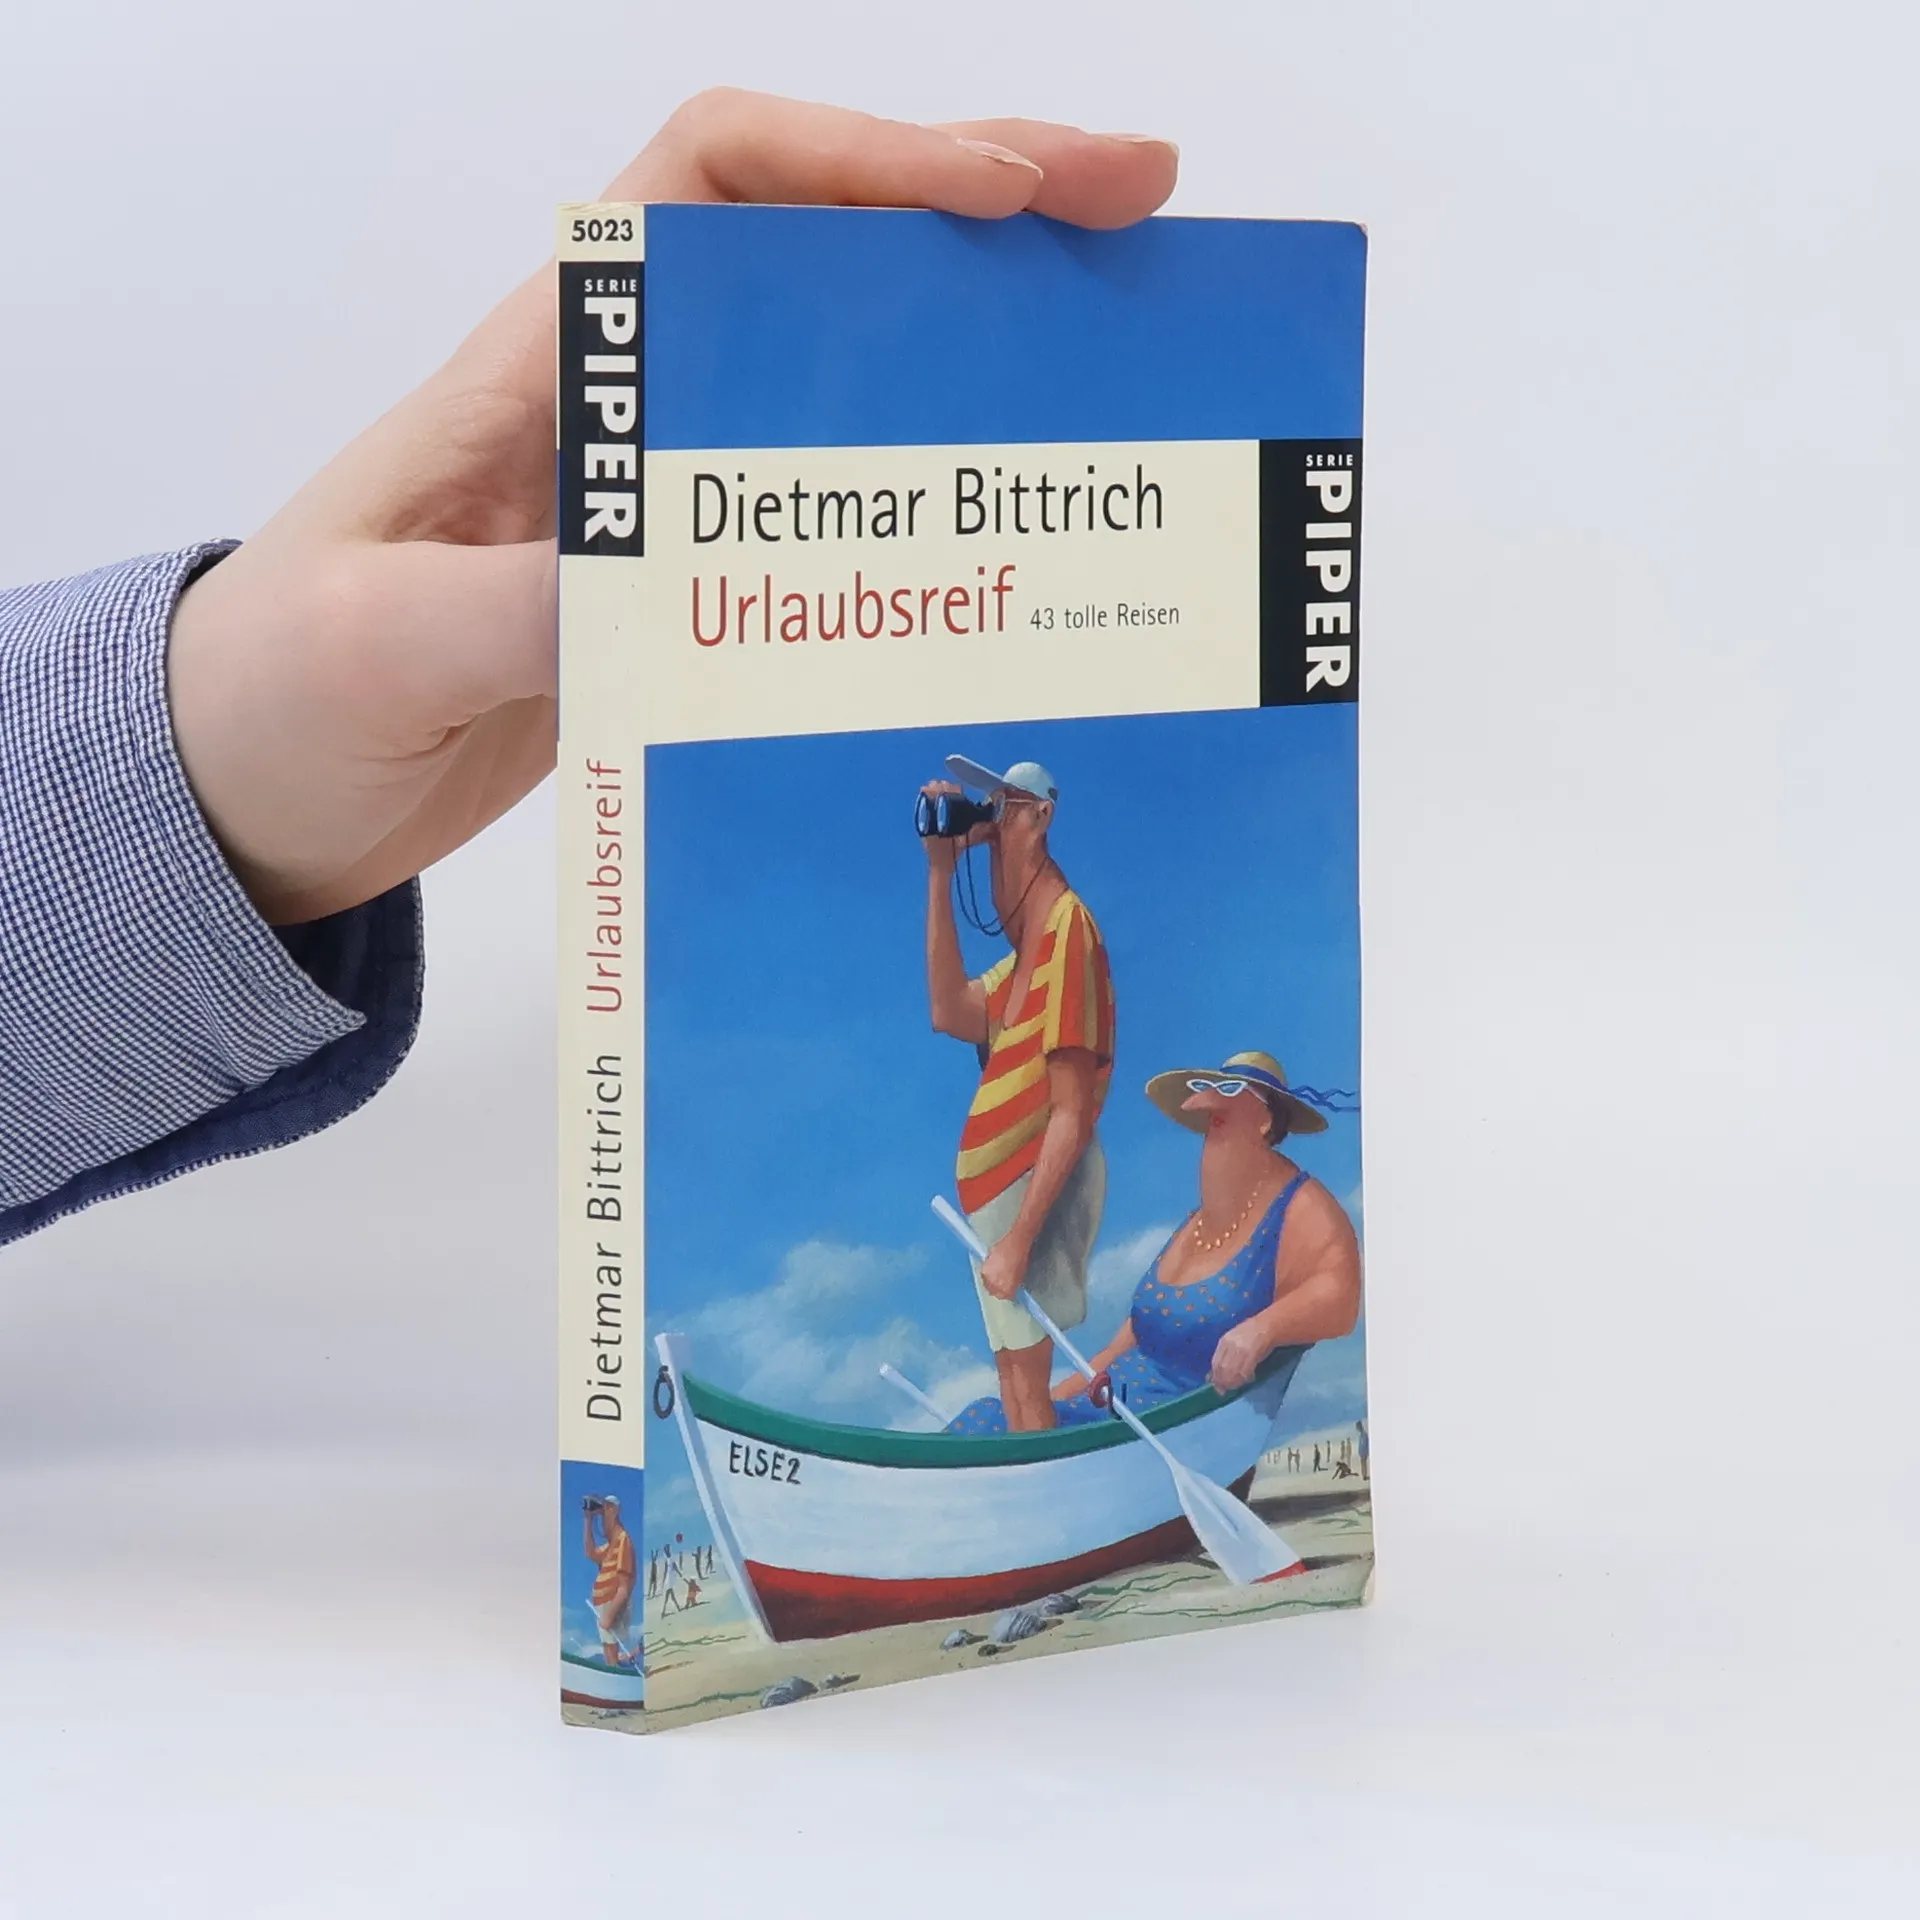 5023
SERIE
PIPER
Dietmar Bittrich Urlaubsreif
Dietmar Bittrich
Urlaubsreif 43 tolle Reisen
SERIE
PIPER
ELSE2